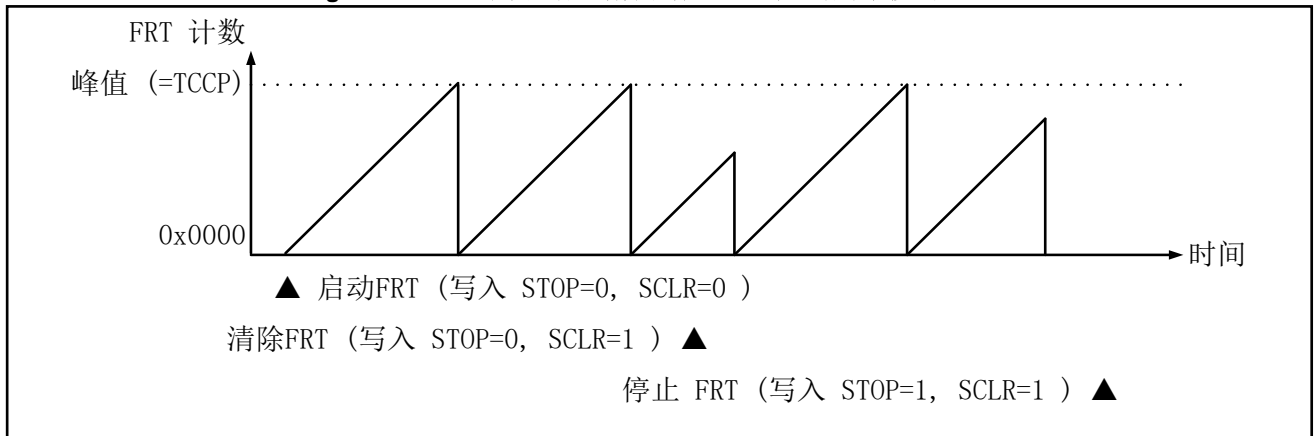 FRT 计数
峰值 (=TCCP)
0x0000
时间
▲ 启动FRT (写入 STOP=0, SCLR=0 )
清除FRT (写入 STOP=0, SCLR=1 ) ▲
停止 FRT (写入 STOP=1, SCLR=1 ) ▲